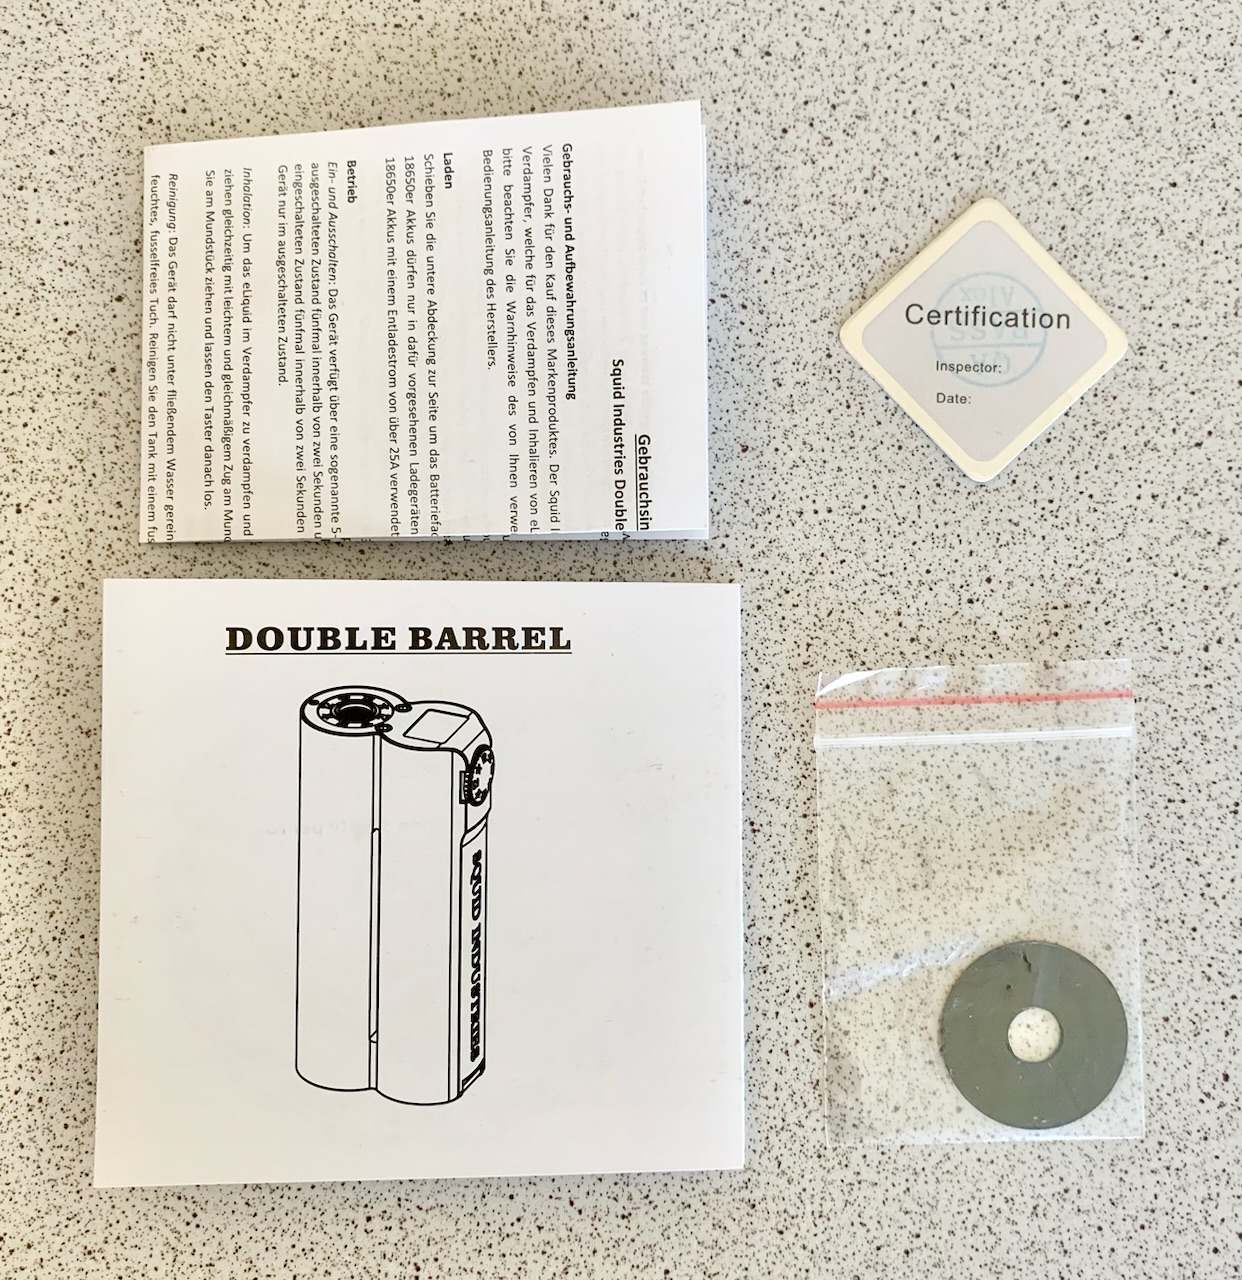 Gebrauchsin
Squid Industries Double
Gebrauchs- und Aufbewahrungsanleitung
Vielen Dank für den Kauf dieses Markenproduktes. Der Squid I
Verdampfer, welche für das Verdampfen und Inhalieren von eL
bitte beachten Sie die Warnhinweise des von Ihnen verwe
Bedienungsanleitung des Herstellers.
Laden
Schieben Sie die untere Abdeckung zur Seite um das Batteriefac
18650er Akkus dürfen nur in dafür vorgesehenen Ladegeräten
18650er Akkus mit einem Entladestrom von über 25A verwendet
Betrieb
Ein- und Ausschalten: Das Gerät verfügt über eine sogenannte 5-
ausgeschalteten Zustand fünfmal innerhalb von zwei Sekunden u
eingeschalteten Zustand fünfmal innerhalb von zwei Sekunden
Gerät nur im ausgeschalteten Zustand.
Inhalation: Um das eLiquid im Verdampfer zu verdampfen und
ziehen gleichzeitig mit leichtem und gleichmäßigem Zug am Mund
Sie am Mundstück ziehen und lassen den Taster danach los.
Reinigung: Das Gerät darf nicht unter fließendem Wasser gerein
feuchtes, fusselfreies Tuch. Reinigen Sie den Tank mit einem fus
Certification
Inspector:
Date:
DOUBLE BARREL
SQUID INDUSTRIES